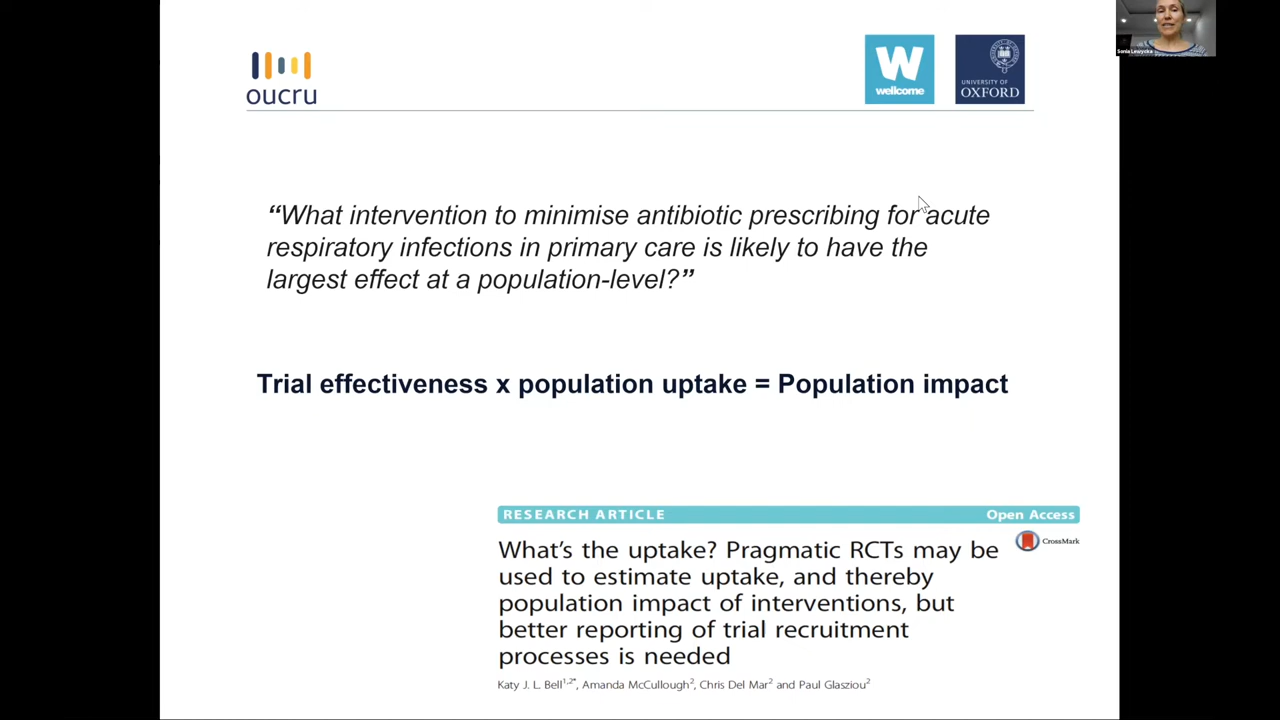 Sonia Lewycka
oucru
W
wellcome
UNIVERSITY OF
OXFORD
“What intervention to minimise antibiotic prescribing for acute
respiratory infections in primary care is likely to have the
largest effect at a population-level?”
Trial effectiveness x population uptake = Population impact
RESEARCH ARTICLE Open Access
CrossMark
What’s the uptake? Pragmatic RCTs may be
used to estimate uptake, and thereby
population impact of interventions, but
better reporting of trial recruitment
processes is needed
Katy J. L. Bell1,2*, Amanda McCullough2, Chris Del Mar2 and Paul Glasziou2